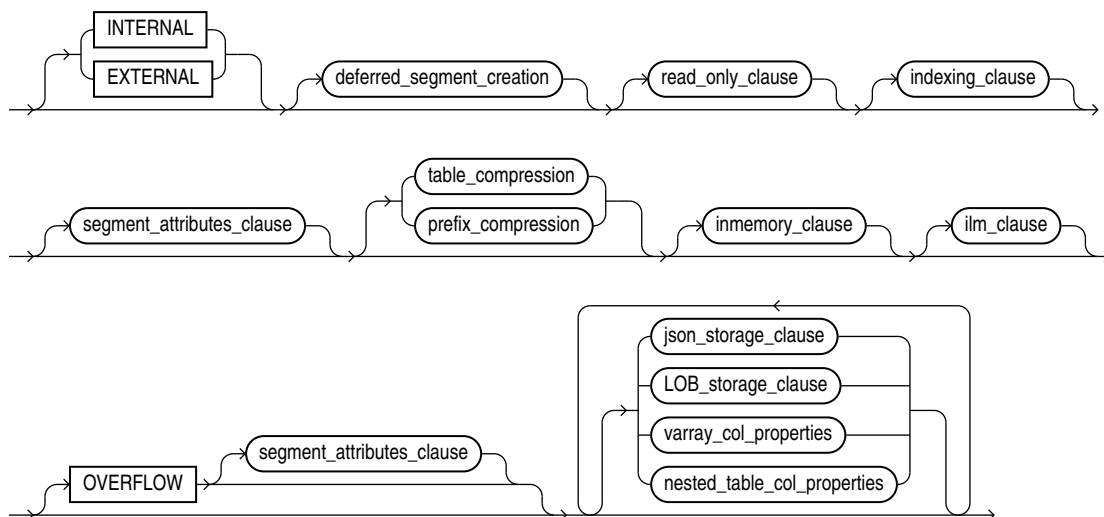 INTERNAL
EXTERNAL
deferred_segment_creation
read_only_clause
indexing_clause
segment_attributes_clause
table_compression
prefix_compression
inmemory_clause
ilm_clause
OVERFLOW
segment_attributes_clause
json_storage_clause
LOB_storage_clause
varray_col_properties
nested_table_col_properties